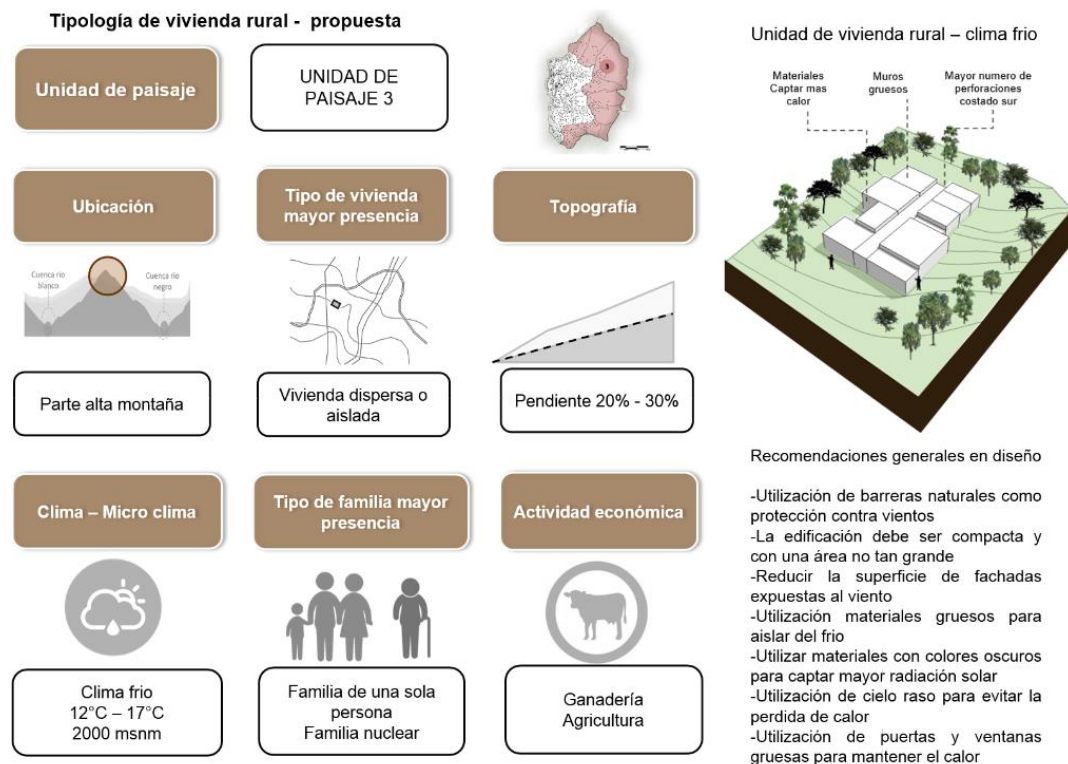 Tipología de vivienda rural - propuesta
Unidad de paisaje
UNIDAD DE
PAISAJE 3
Ubicación
Tipo de vivienda
mayor presencia
Topografía
Cuenca rio
blanco
Cuenca rio
negro
Parte alta montaña
Vivienda dispersa o
aislada
Pendiente 20% - 30%
Clima – Micro clima
Tipo de familia mayor
presencia
Actividad económica
Clima frio
12°C – 17°C
2000 msnm
Familia de una sola
persona
Familia nuclear
Ganadería
Agricultura
Unidad de vivienda rural – clima frio
Materiales
Captar mas
calor
Muros
gruesos
Mayor numero de
perforaciones
costado sur
Recomendaciones generales en diseño
-Utilización de barreras naturales como
protección contra vientos
-La edificación debe ser compacta y
con una área no tan grande
-Reducir la superficie de fachadas
expuestas al viento
-Utilización materiales gruesos para
aislar del frio
-Utilizar materiales con colores oscuros
para captar mayor radiación solar
-Utilización de cielo raso para evitar la
perdida de calor
-Utilización de puertas y ventanas
gruesas para mantener el calor